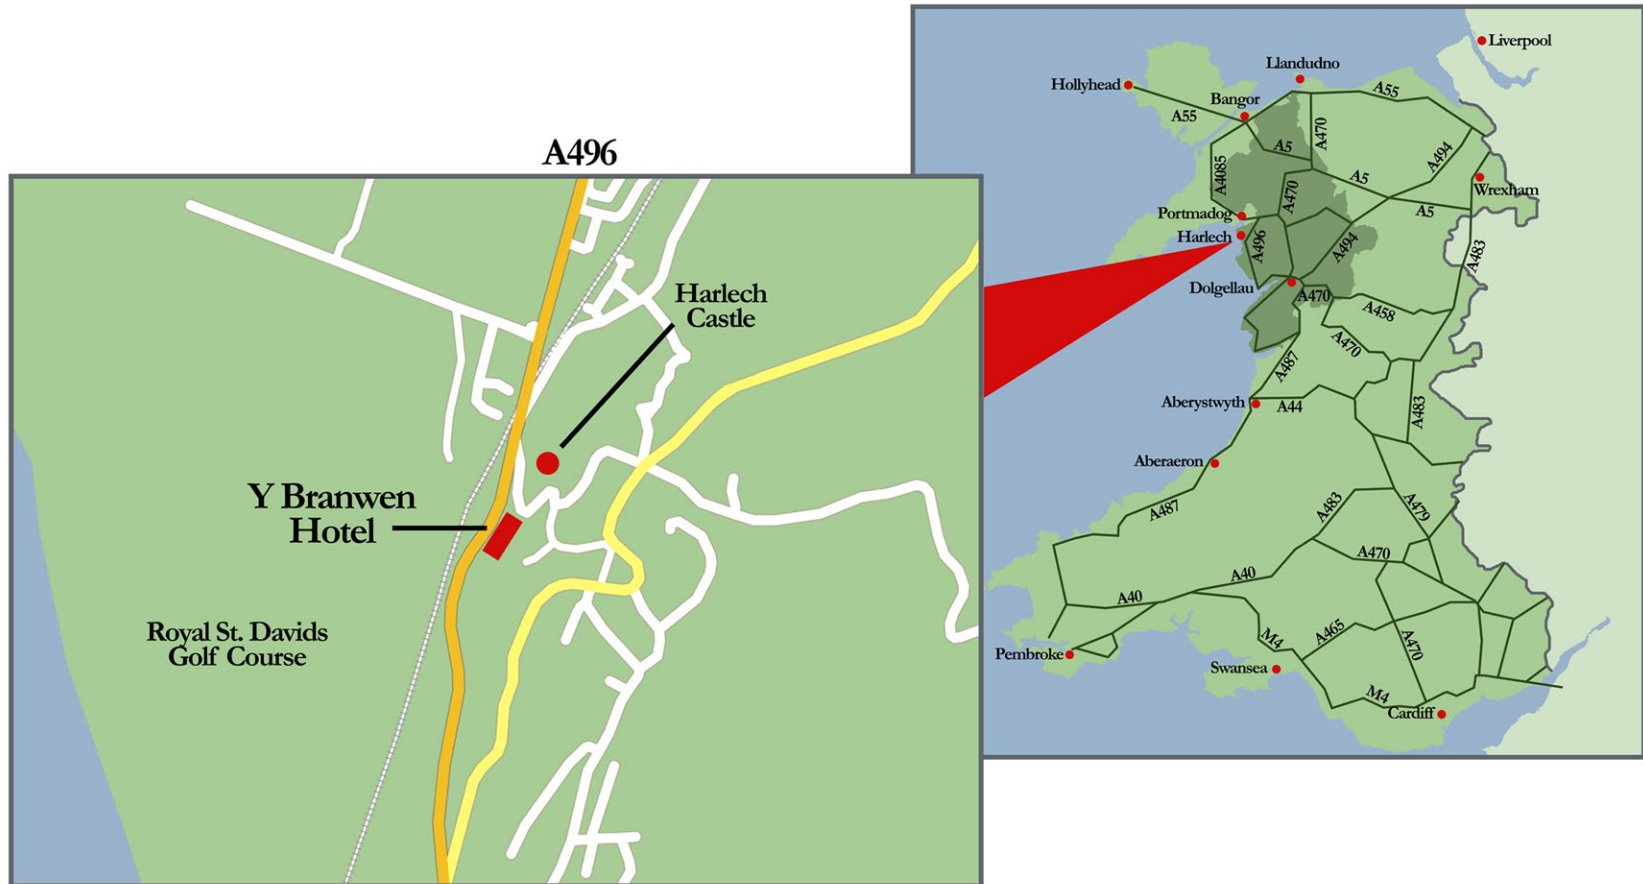 A496
Harlech
Castle
Y Branwen
Hotel
Royal St. Davids
Golf Course
Liverpool
Llandudno
Hollyhead
Bangor
A55
A55
A470
A5
A494
A4085
A5
A470
Wrexham
A5
Portmadog
Harlech
A496
A494
A483
Dolgellau
A470
A458
A470
A487
Aberystwyth
A44
A483
Aberaeron
A487
A483
A479
A470
A40
A40
M4
A465
A470
Pembroke
Swansea
M4
Cardiff